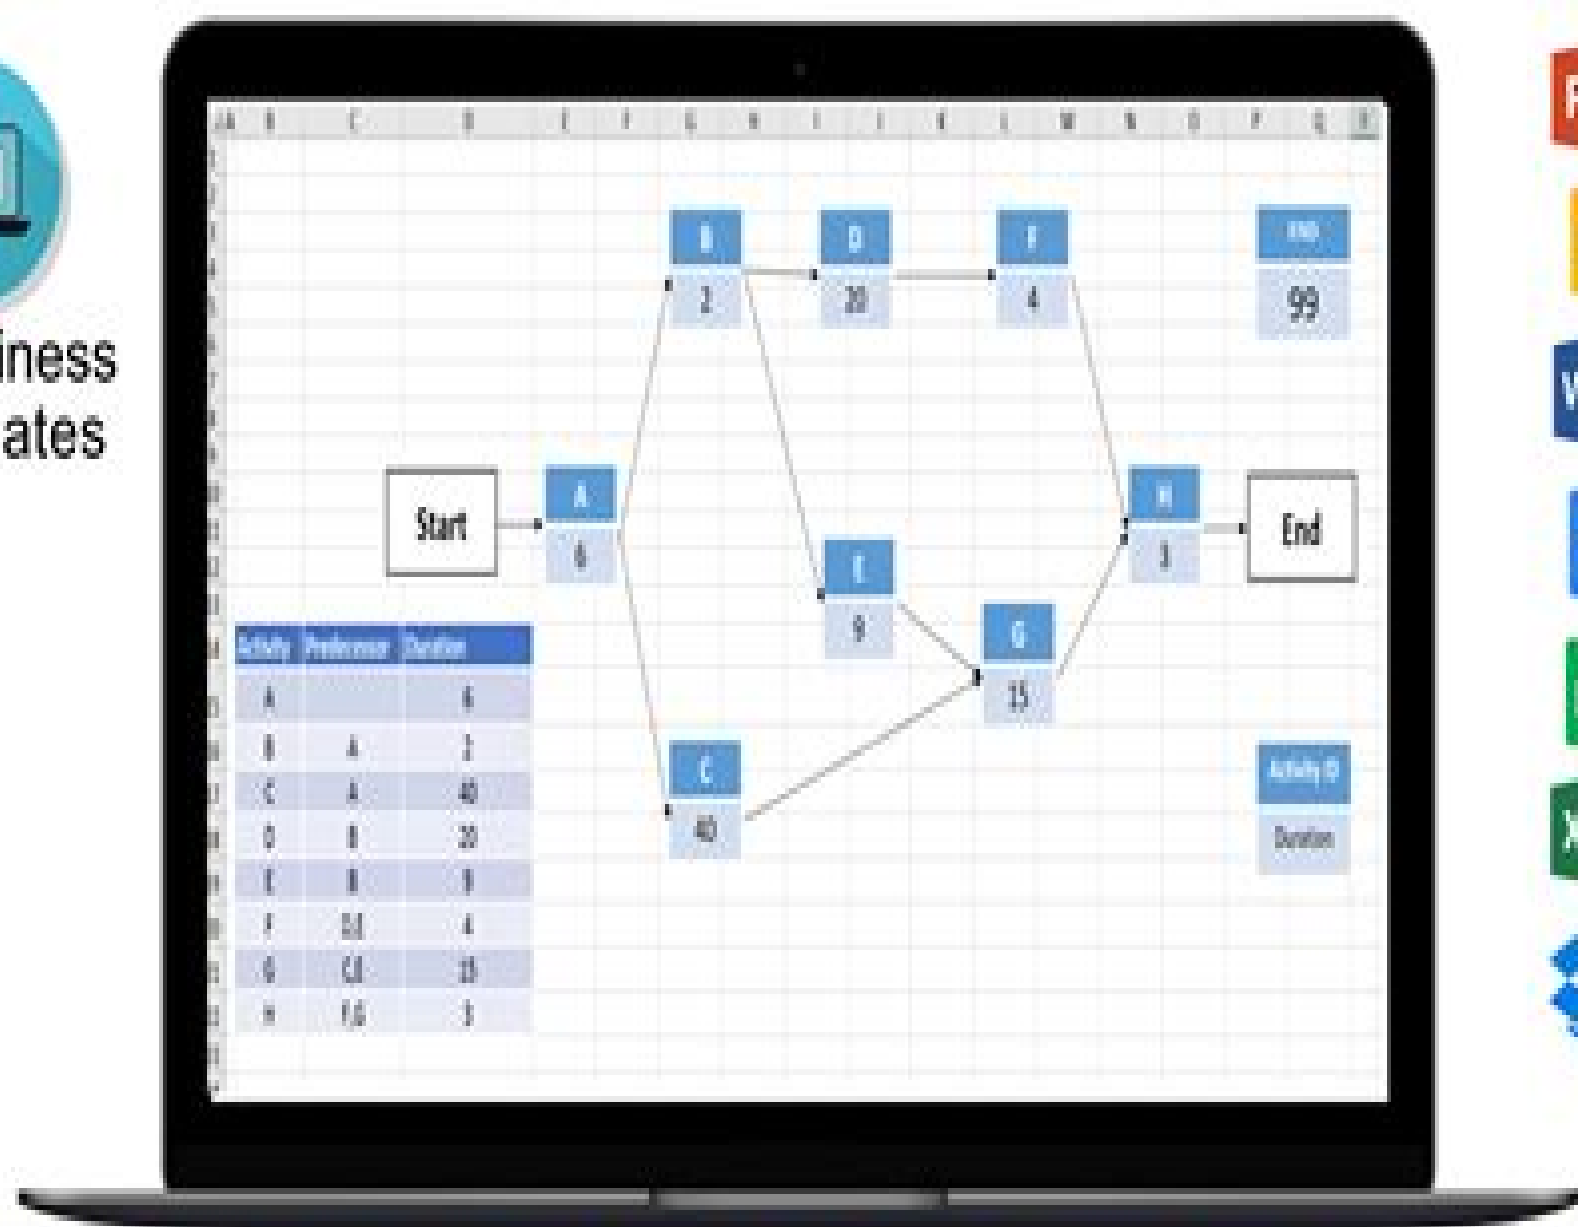 iness
ates
B
D
F
END
2
20
4
99
Start
A
H
End
6
3
E
9
G
15
Activity Predecessor Duration
A 6
B A 2
C A 40
D B 20
E B 9
F D,E 4
G C,E 15
H F,G 3
C
40
Activity ID
Duration